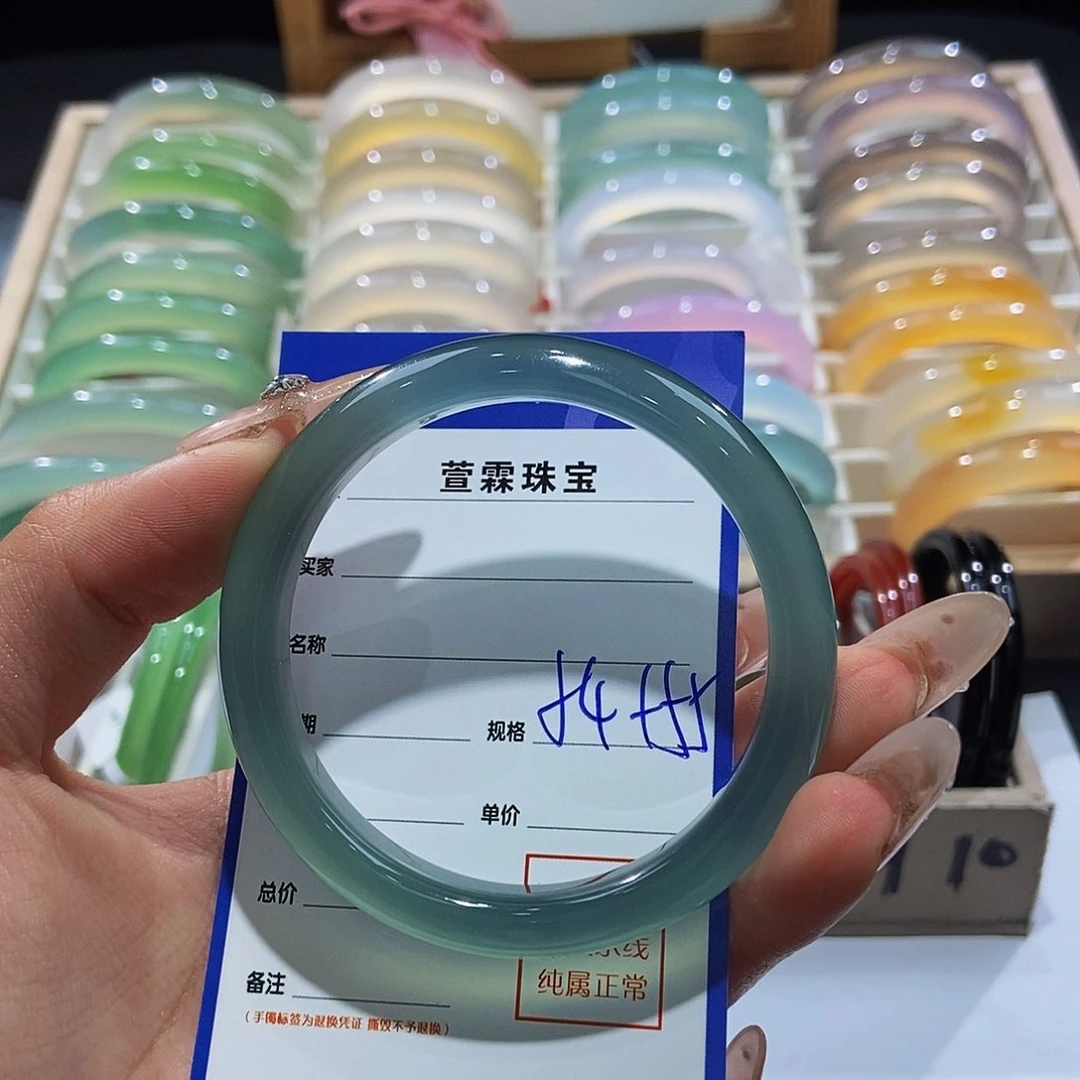 萱霖珠宝
买家
名称
期
规格
单价
总价
备注
纯属正常
(手镯标签为退换凭证 撕毁不予退换)
10